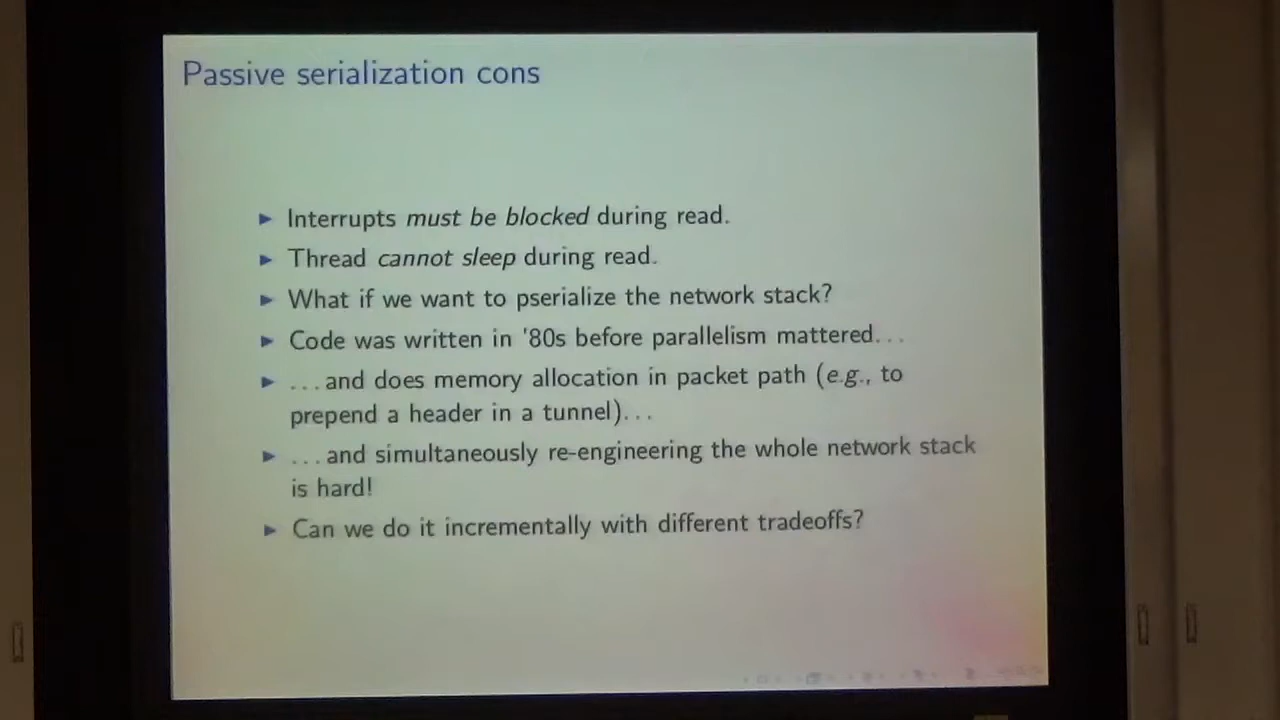 Passive serialization cons
▶ Interrupts must be blocked during read.
▶ Thread cannot sleep during read.
▶ What if we want to pserialize the network stack?
▶ Code was written in '80s before parallelism mattered...
▶ ...and does memory allocation in packet path (e.g., to
prepend a header in a tunnel)...
▶ ...and simultaneously re-engineering the whole network stack
is hard!
▶ Can we do it incrementally with different tradeoffs?